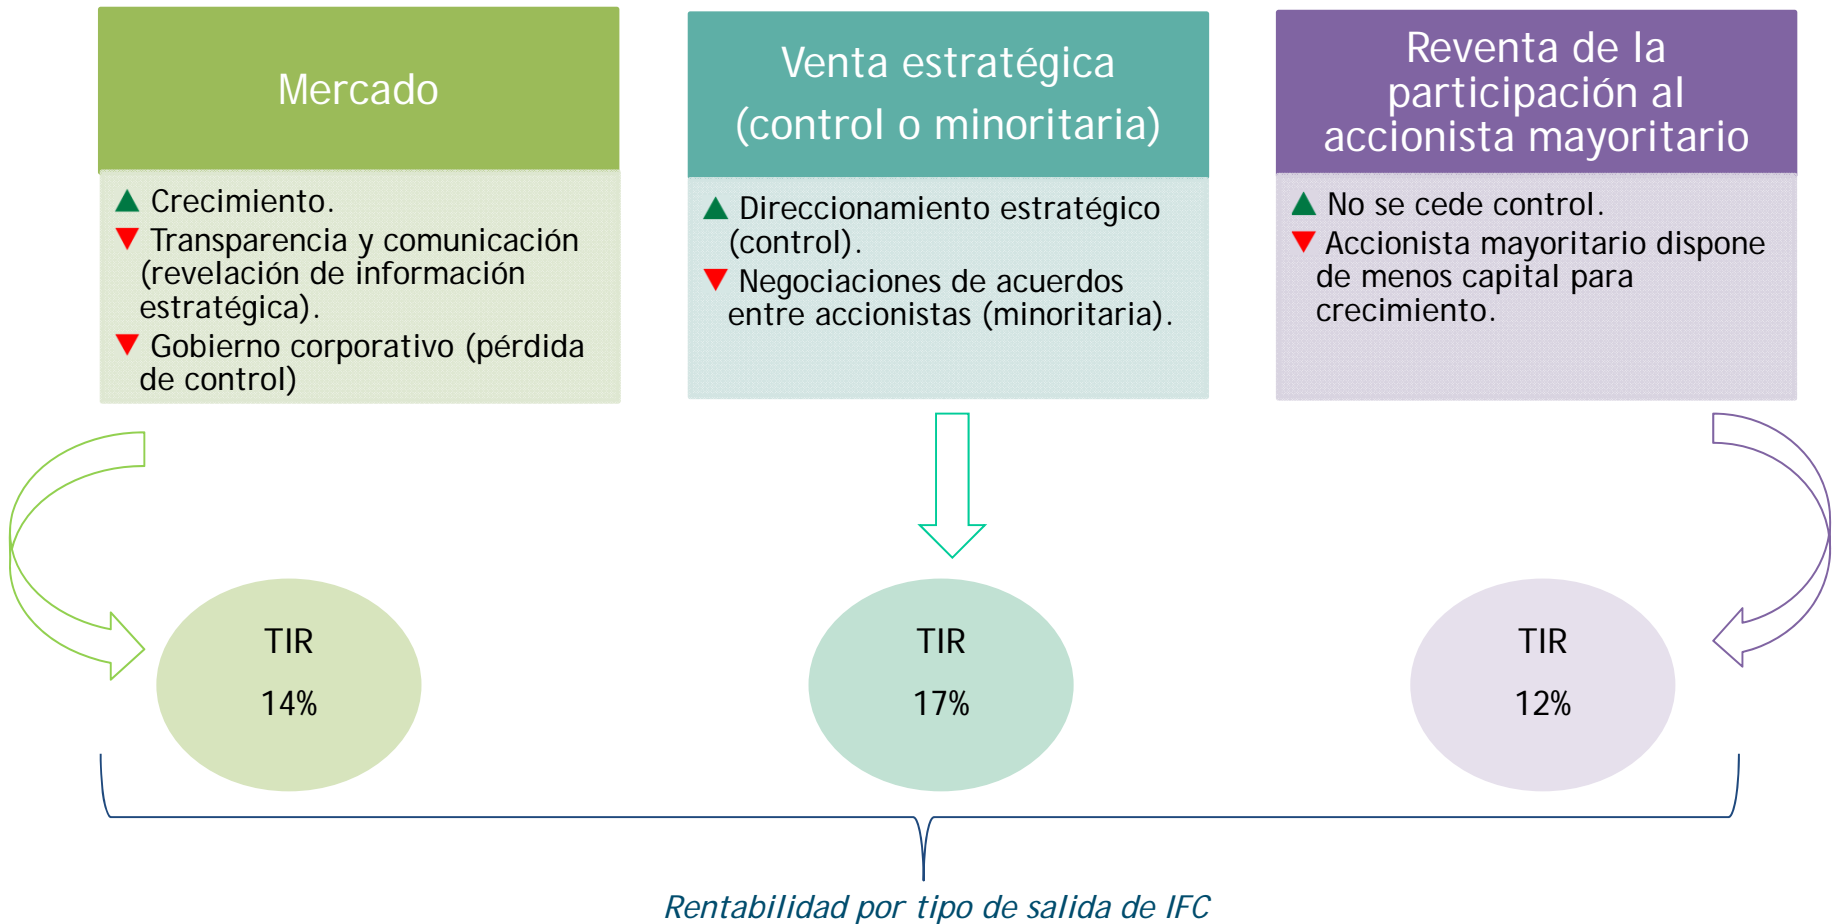 Mercado
▲ Crecimiento.
▼ Transparencia y comunicación
(revelación de información
estratégica).
▼ Gobierno corporativo (pérdida
de control)
Venta estratégica
(control o minoritaria)
▲ Direccionamiento estratégico
(control).
▼ Negociaciones de acuerdos
entre accionistas (minoritaria).
Reventa de la
participación al
accionista mayoritario
▲ No se cede control.
▼ Accionista mayoritario dispone
de menos capital para
crecimiento.
TIR
14%
TIR
17%
TIR
12%
Rentabilidad por tipo de salida de IFC